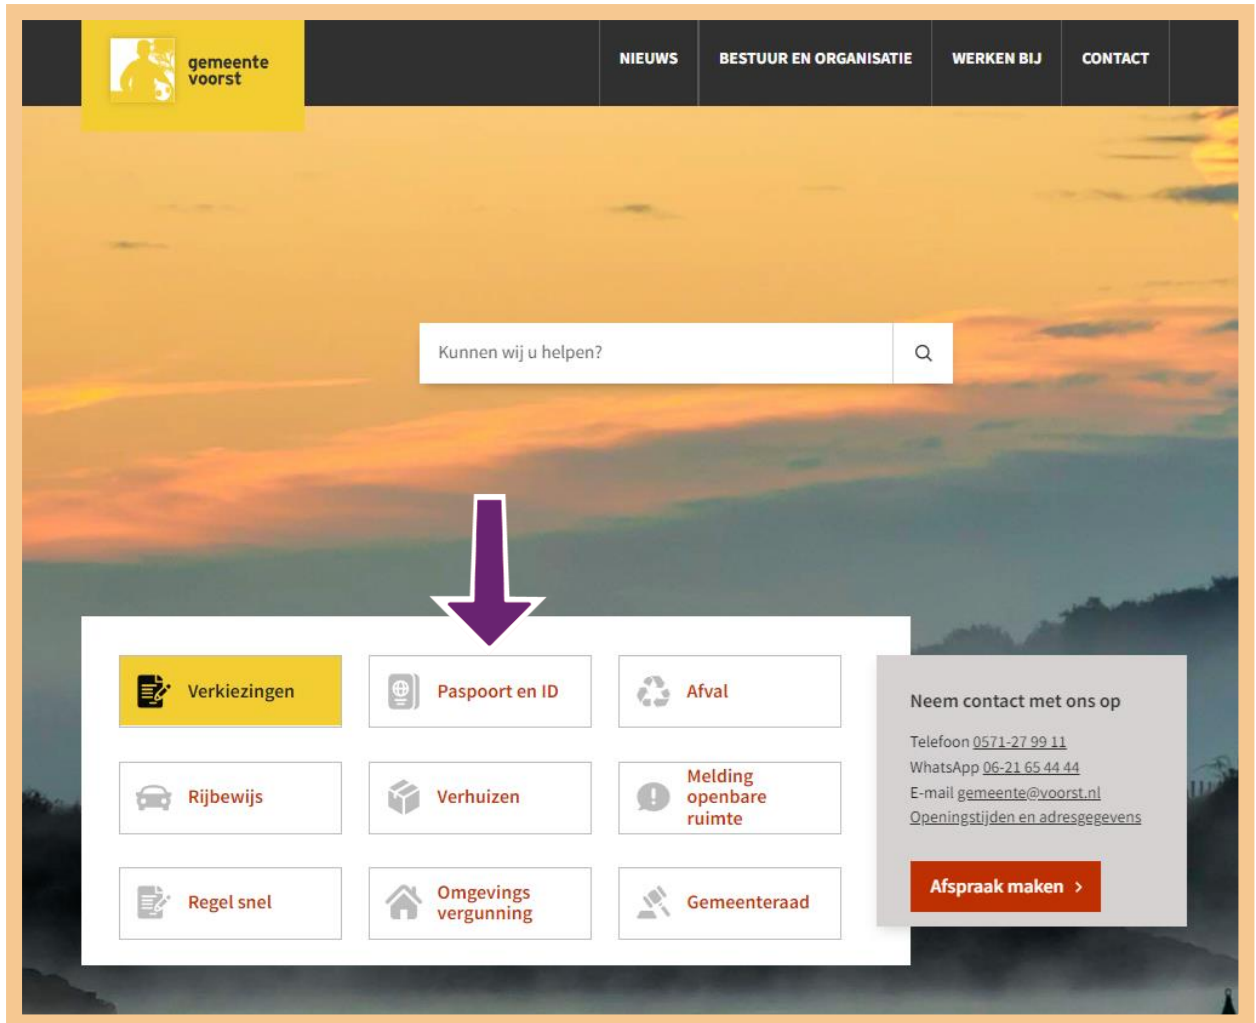 gemeente
voorst
NIEUWS
BESTUUR EN ORGANISATIE
WERKEN BIJ
CONTACT
Kunnen wij u helpen?
Verkiezingen
Paspoort en ID
Afval
Rijbewijs
Verhuizen
Melding
openbare
ruimte
Regel snel
Omgevings
vergunning
Gemeenteraad
Neem contact met ons op
Telefoon 0571-27 99 11
WhatsApp 06-21 65 44 44
E-mail gemeente@voorst.nl
Openingstijden en adresgegevens
Afspraak maken